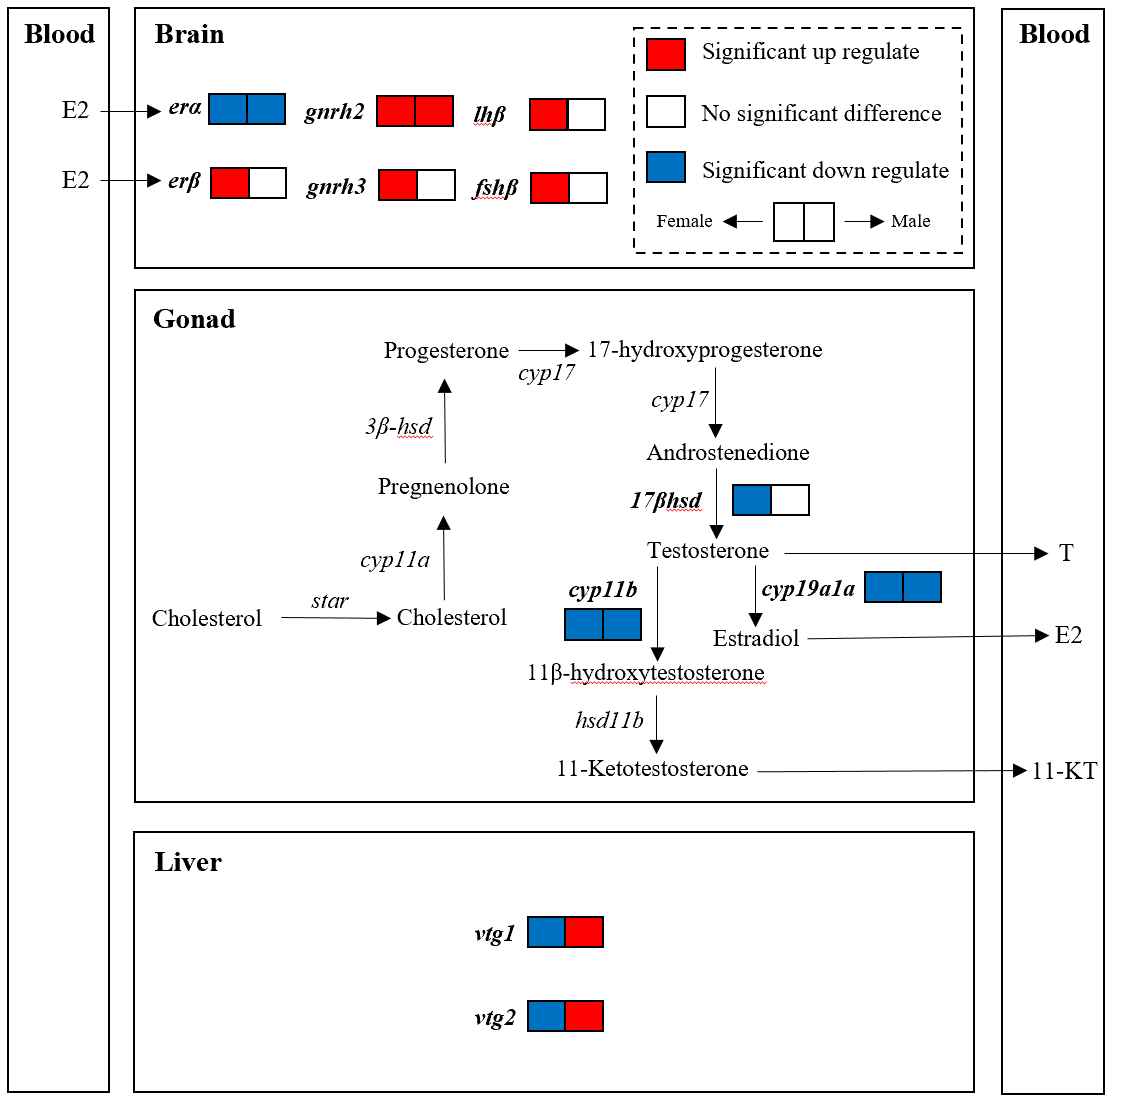 Blood
Brain
Blood
Significant up regulate
No significant difference
Significant down regulate
Female
Male
E2
erα
gnrh2
lhβ
E2
erβ
gnrh3
fshβ
Gonad
Progesterone
cyp17
17-hydroxyprogesterone
3β-hsd
cyp17
Androstenedione
Pregnenolone
17βhsd
cyp11a
Testosterone
T
cyp11b
cyp19a1a
Cholesterol
star
Cholesterol
Estradiol
E2
11β-hydroxytestosterone
hsd11b
11-Ketotestosterone
11-KT
Liver
vtg1
vtg2